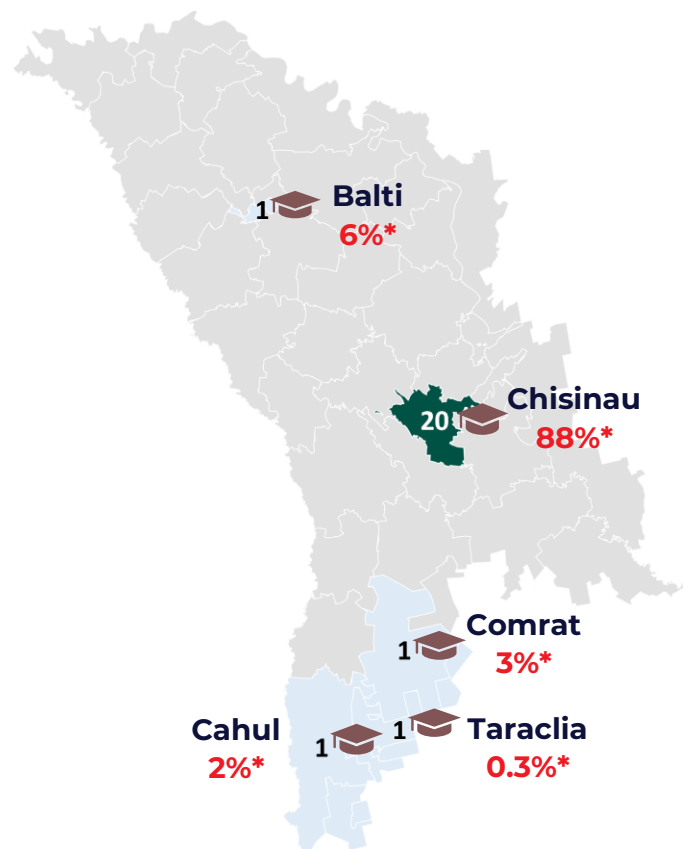 1
Balti
6%*
20
Chisinau
88%*
1
Comrat
3%*
Cahul
2%*
1
1
Taraclia
0.3%*